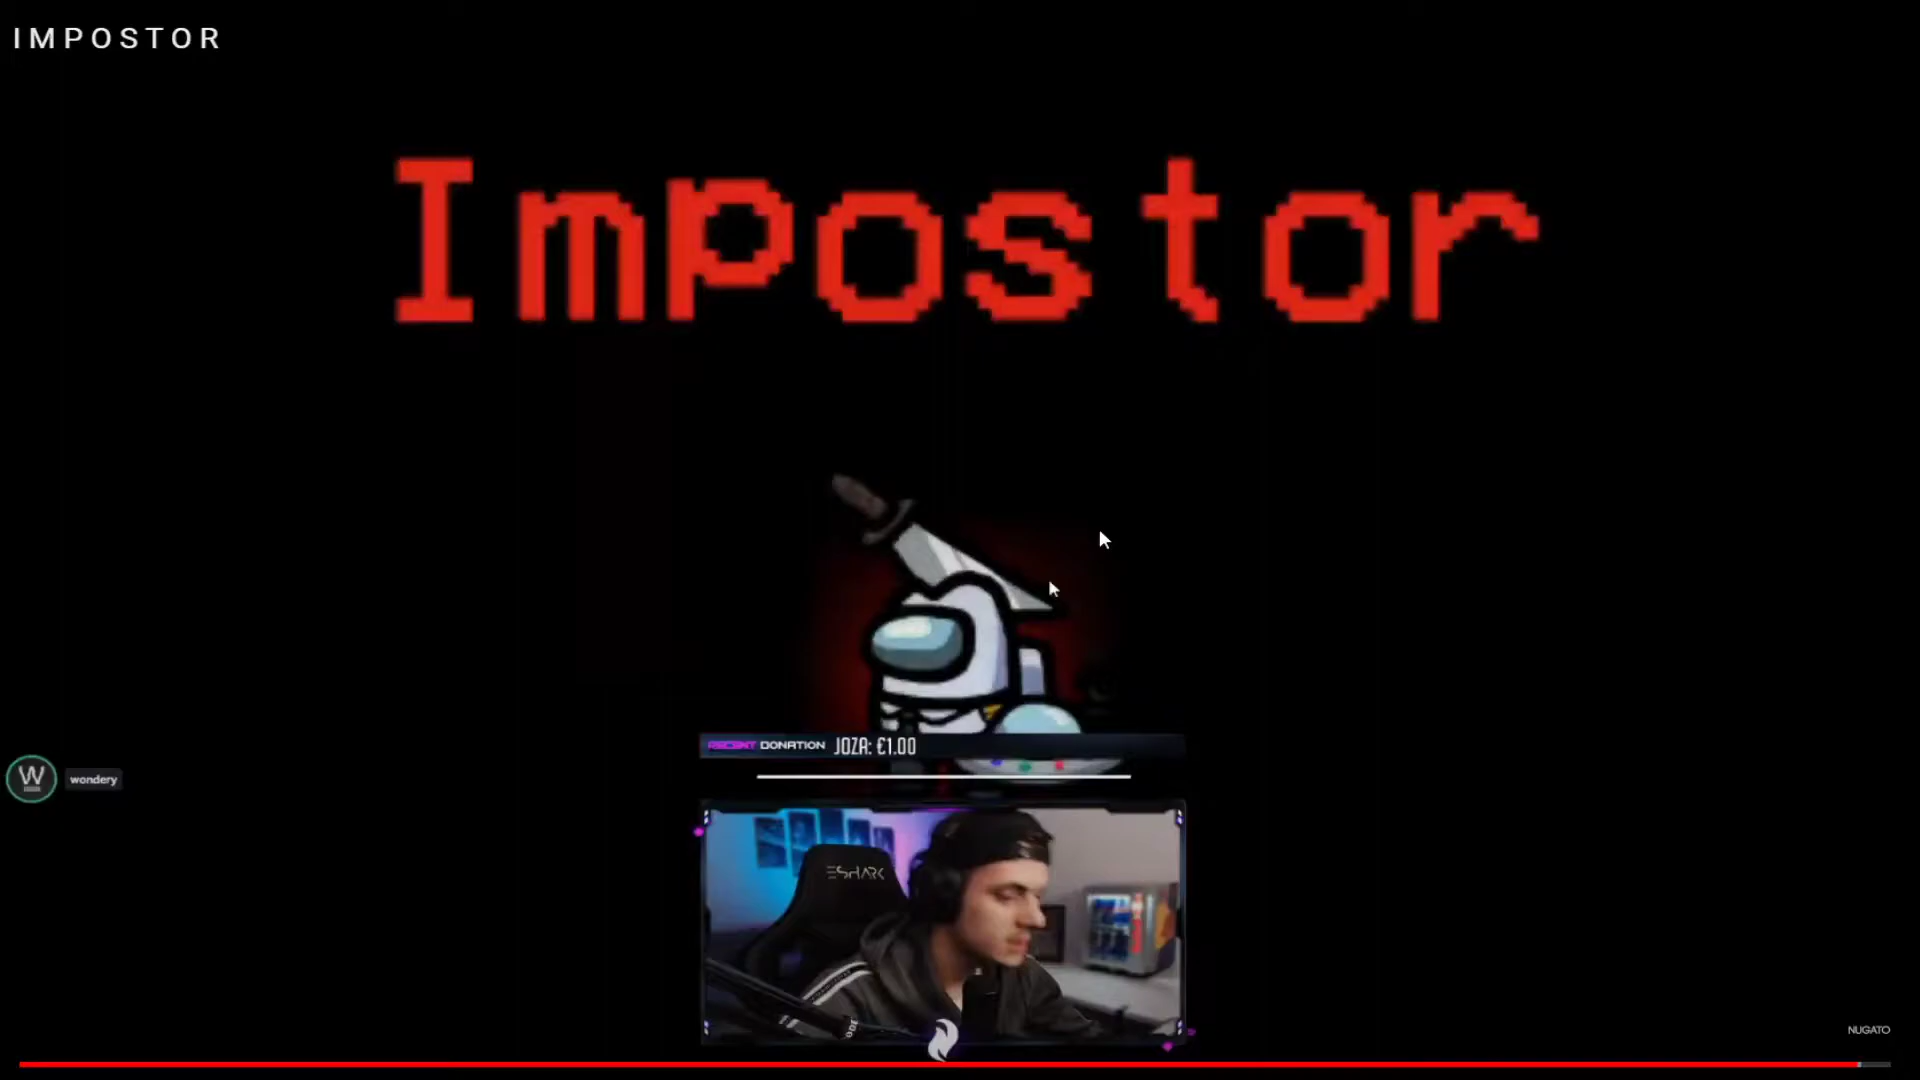 IMPOSTOR
Impostor
RECENT DONATION JOZA: €1.00
W wondery
ESHARK
NUGATO